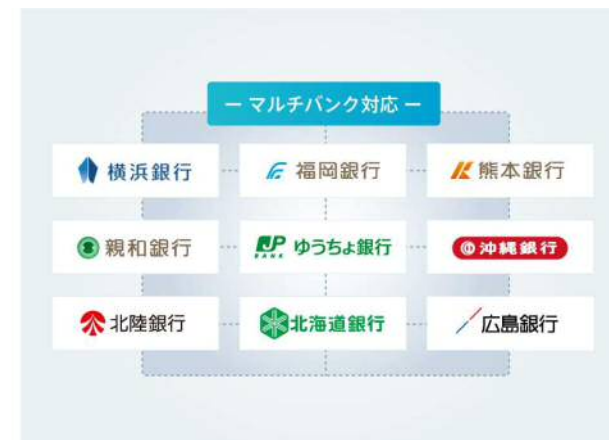 ー マルチバンク対応 ー
横浜銀行
福岡銀行
熊本銀行
親和銀行
JP BANK ゆうちょ銀行
沖縄銀行
北陸銀行
北海道銀行
広島銀行